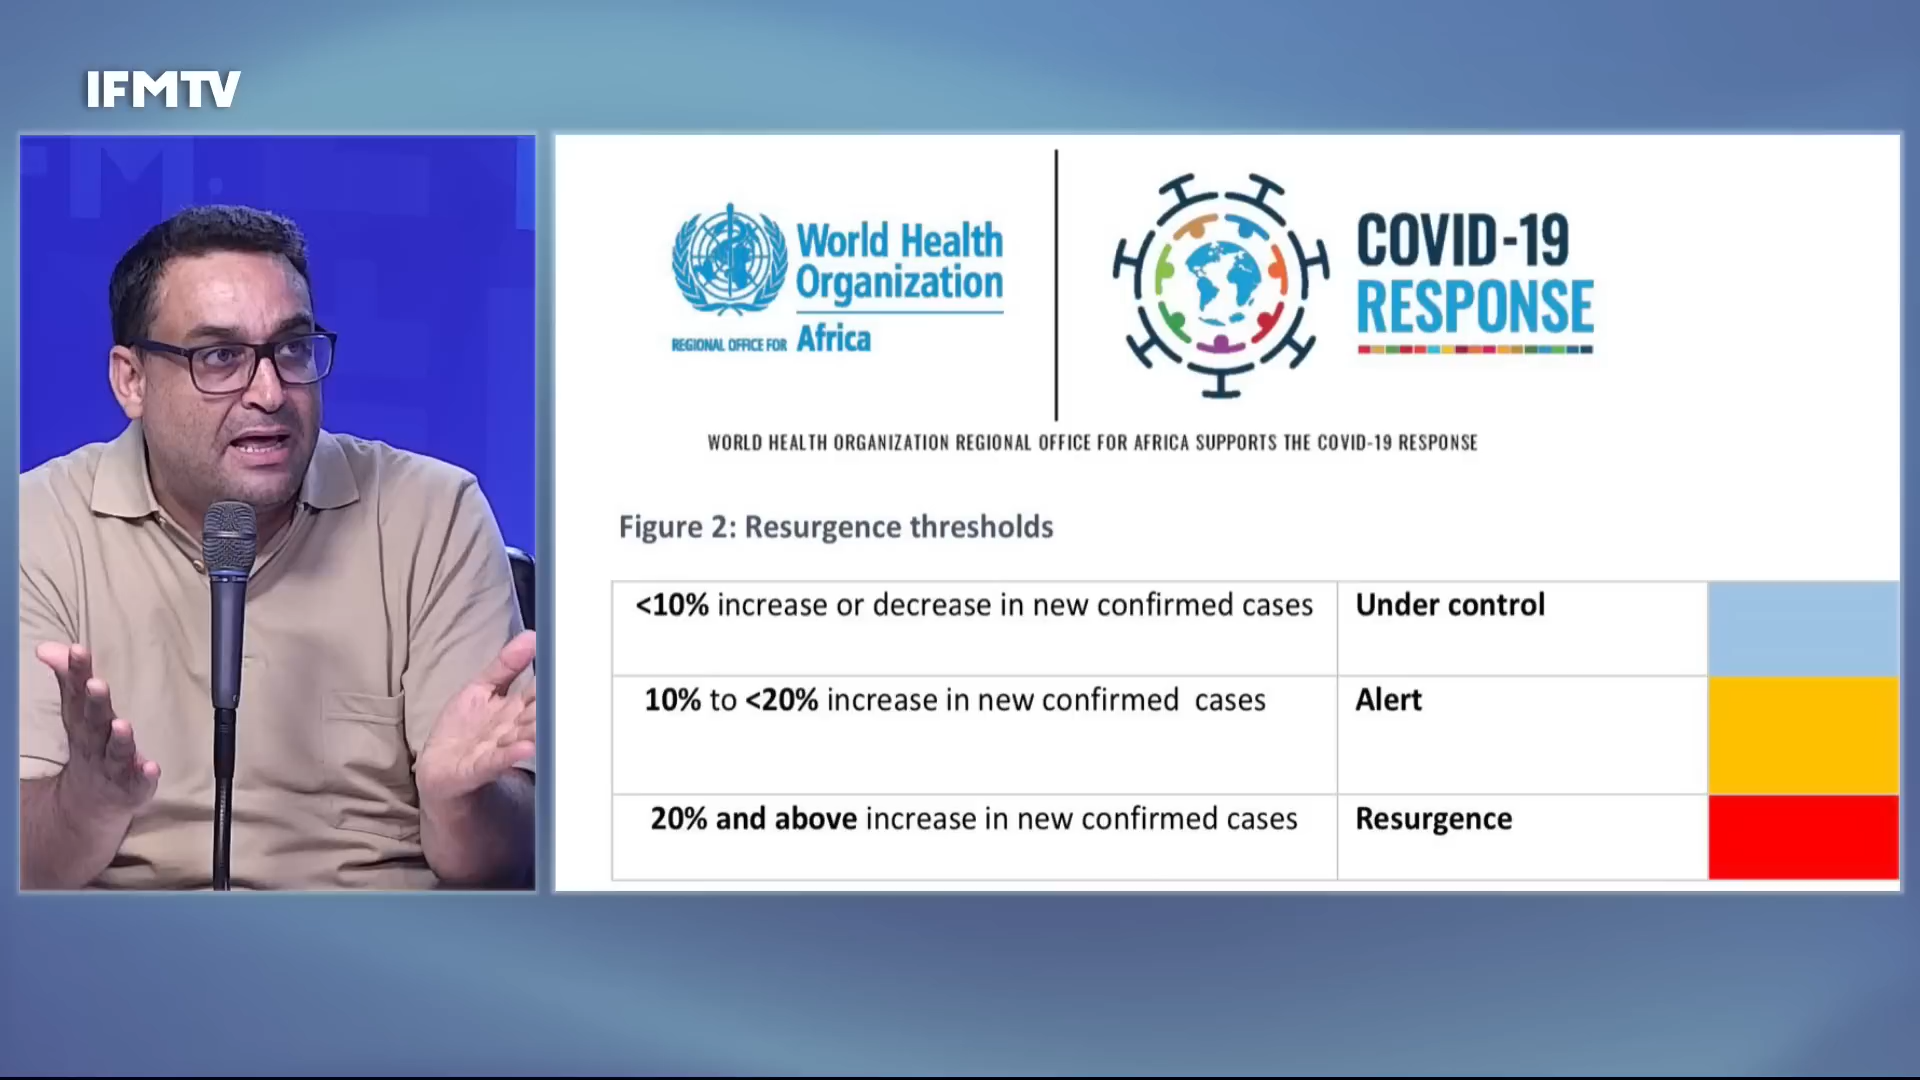 IFMTV
World Health
Organization
REGIONAL OFFICE FOR Africa
COVID-19
RESPONSE
WORLD HEALTH ORGANIZATION REGIONAL OFFICE FOR AFRICA SUPPORTS THE COVID-19 RESPONSE
Figure 2: Resurgence thresholds
<10% increase or decrease in new confirmed cases Under control
10% to <20% increase in new confirmed cases Alert
20% and above increase in new confirmed cases Resurgence